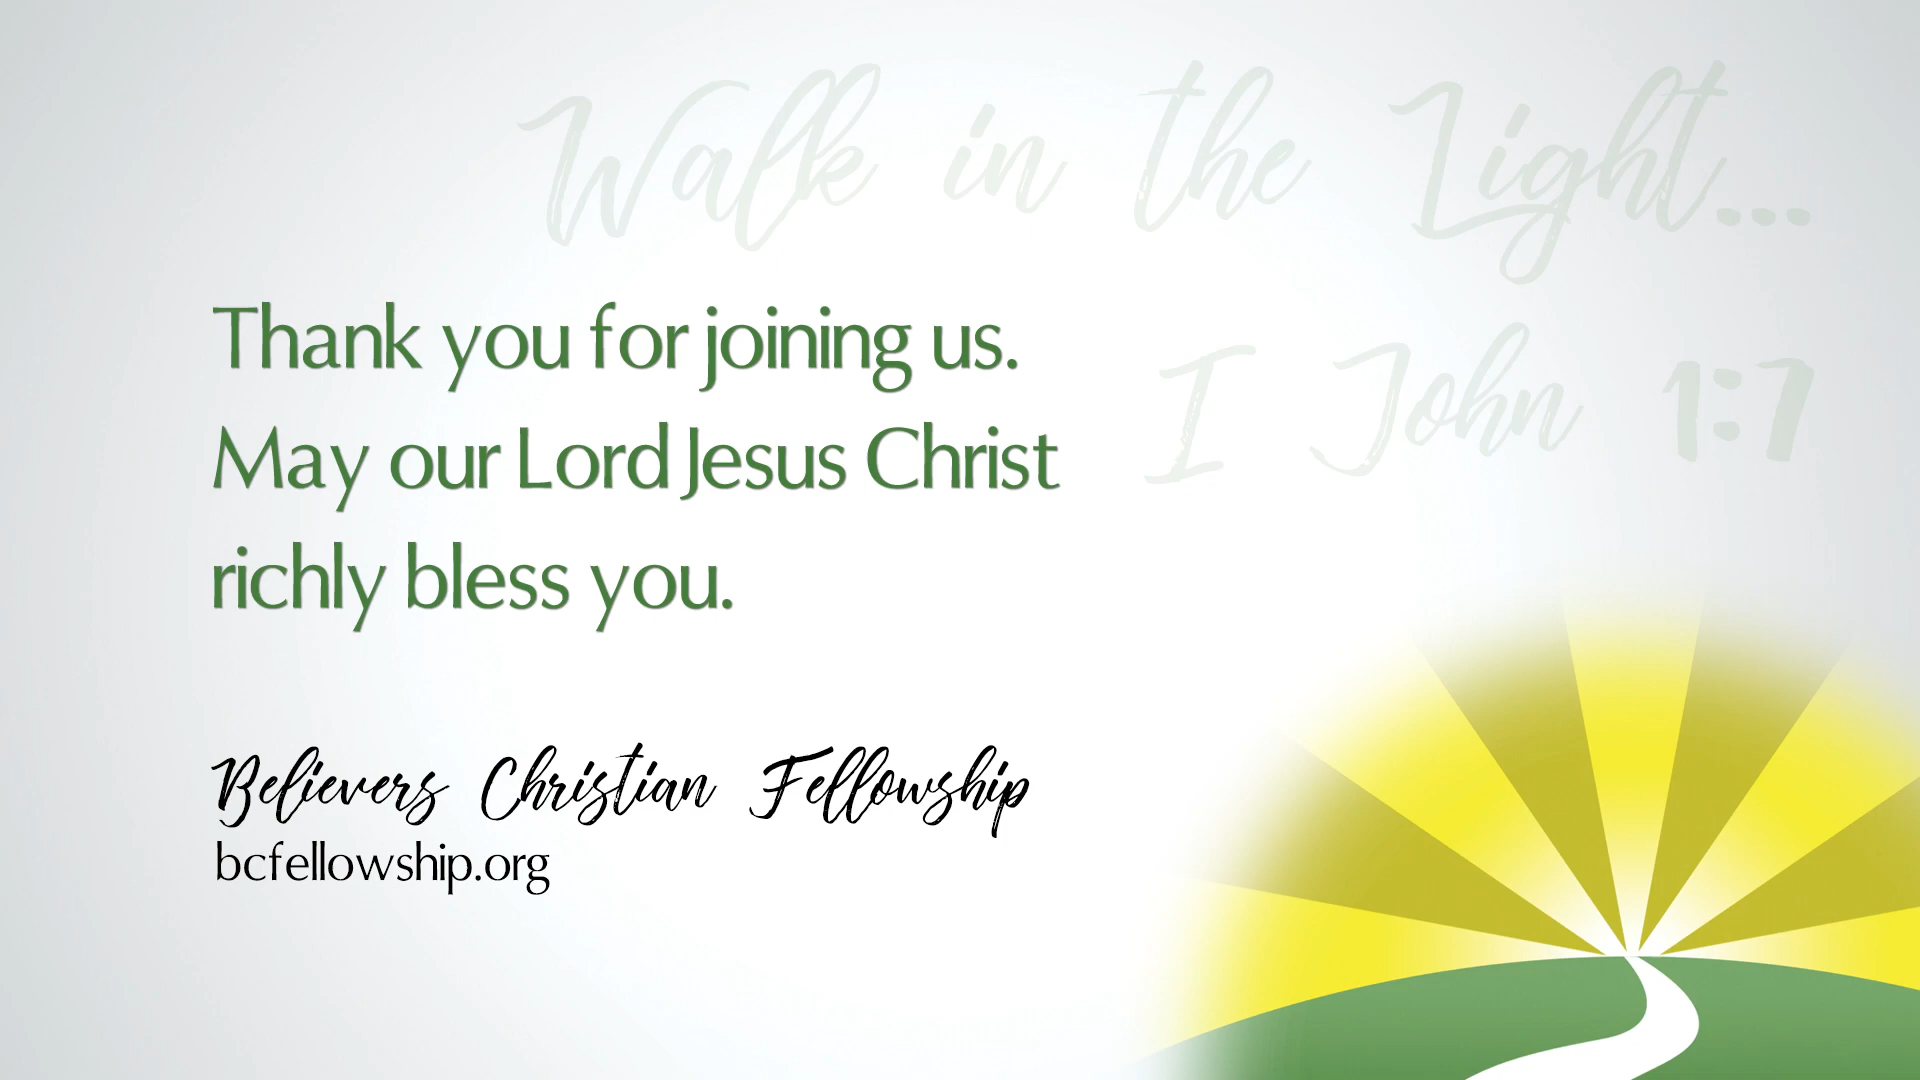 Walk in the Light...
I John 1:7
Thank you for joining us.
May our Lord Jesus Christ
richly bless you.
Believers Christian Fellowship
bcfellowship.org